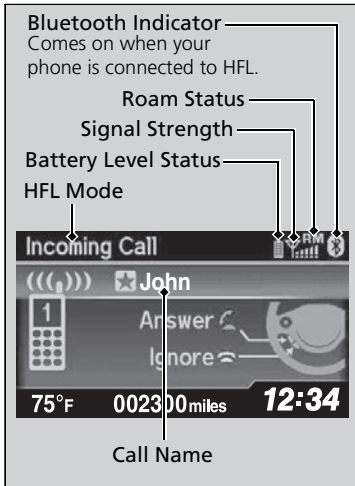 Bluetooth Indicator
Comes on when your
phone is connected to HFL.
Roam Status
Signal Strength
Battery Level Status
HFL Mode
Incoming Call RM
John
1
Answer
Ignore
75°F 002300 miles 12:34
Call Name